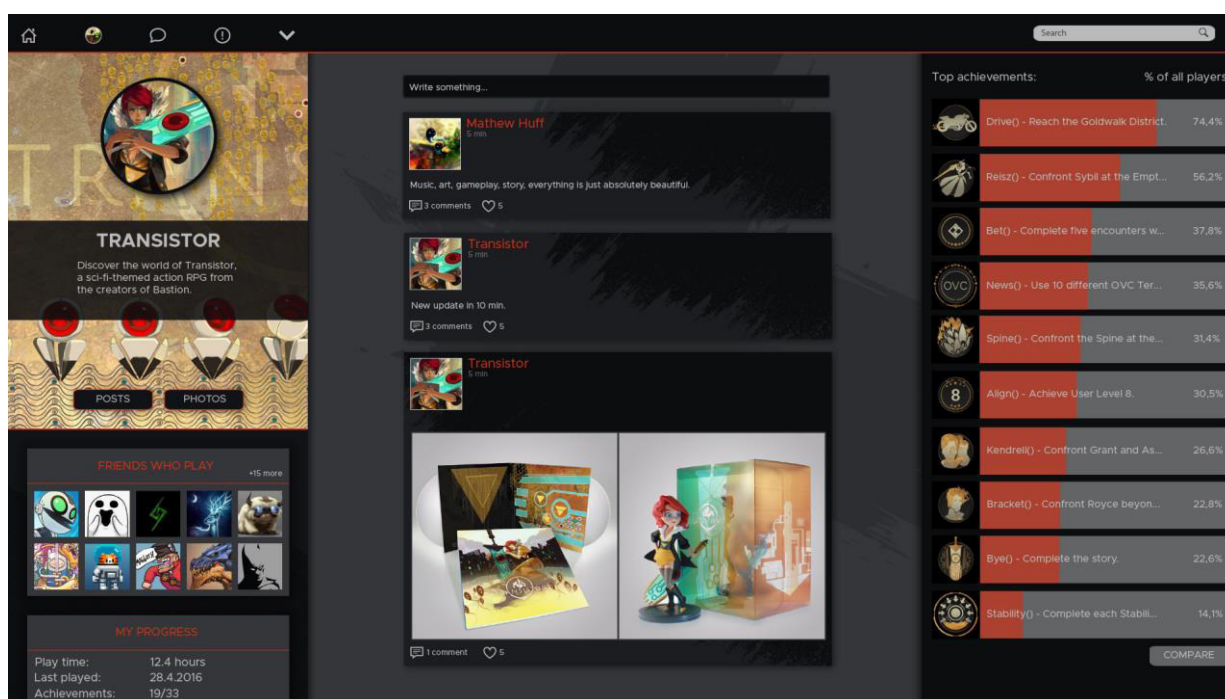 Search
TRANSISTOR
Discover the world of Transistor,
a sci-fi-themed action RPG from
the creators of Bastion.
POSTS
PHOTOS
FRIENDS WHO PLAY
+15 more
MY PROGRESS
Play time: 12.4 hours
Last played: 28.4.2016
Achievements: 19/33
Write something...
Mathew Huff
5 min
Music, art, gameplay, story, everything is just absolutely beautiful.
3 comments 5
Transistor
5 min
New update in 10 min.
3 comments 5
Transistor
5 min
1 comment 5
Top achievements: % of all players
Drive() - Reach the Goldwalk District. 74,4%
Reisz() - Confront Sybil at the Empt... 56,2%
Bet() - Complete five encounters w... 37,8%
OVC
News() - Use 10 different OVC Ter... 35,6%
Spine() - Confront the Spine at the... 31,4%
8
Align() - Achieve User Level 8. 30,5%
Kendrell() - Confront Grant and As... 26,6%
Bracket() - Confront Royce beyon... 22,8%
Bye() - Complete the story. 22,6%
Stability() - Complete each Stabili... 14,1%
COMPARE